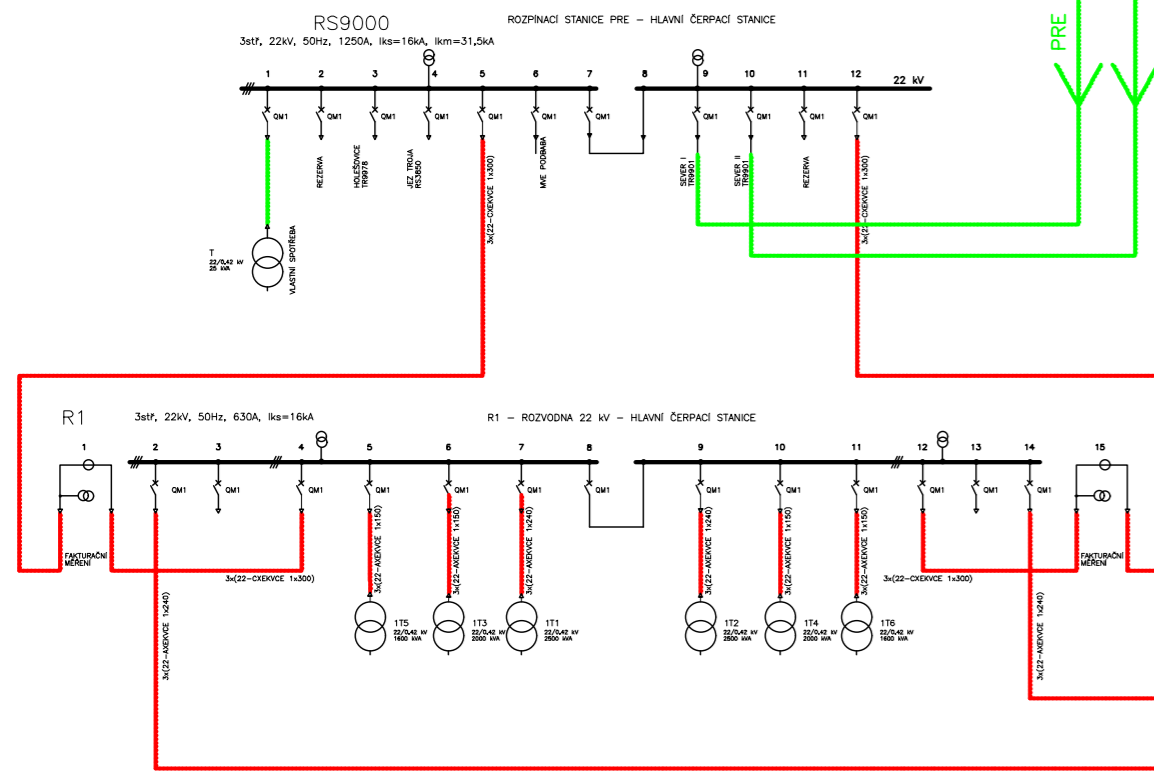 RS9000
ROZPÍNACÍ STANICE PRE – HLAVNÍ ČERPACÍ STANICE
3stř, 22kV, 50Hz, 1250A, Iks=16kA, Ikm=31,5kA
PRE
1 2 3 4 5 6 7 8 9 10 11 12
22 kV
QM1 QM1 QM1 QM1 QM1 QM1 QM1 QM1 QM1 QM1 QM1
REZERVA
HOLEŠOVICE
TR9978
JEZ TROJA
RS3850
3x(22-CXEKVCE 1x300)
MVE PODBABA
SEVER I
TR9901
SEVER II
TR9901
REZERVA
3x(22-CXEKVCE 1x300)
T
22/0,42 kV
25 kVA
VLASTNÍ SPOTŘEBA
R1
3stř, 22kV, 50Hz, 630A, Iks=16kA
R1 – ROZVODNA 22 kV – HLAVNÍ ČERPACÍ STANICE
1 2 3 4 5 6 7 8 9 10 11 12 13 14 15
QM1 QM1 QM1 QM1 QM1 QM1 QM1 QM1 QM1 QM1 QM1 QM1 QM1
FAKTURAČNÍ
MĚŘENÍ
3x(22-CXEKVCE 1x300)
3x(22-AXEKVCE 1x240)
3x(22-AXEKVCE 1x150)
3x(22-AXEKVCE 1x150)
3x(22-AXEKVCE 1x240)
3x(22-AXEKVCE 1x240)
3x(22-AXEKVCE 1x150)
3x(22-AXEKVCE 1x150)
3x(22-CXEKVCE 1x300)
FAKTURAČNÍ
MĚŘENÍ
3x(22-AXEKVCE 1x240)
1T5
22/0,42 kV
1600 kVA
1T3
22/0,42 kV
2000 kVA
1T1
22/0,42 kV
2500 kVA
1T2
22/0,42 kV
2500 kVA
1T4
22/0,42 kV
2000 kVA
1T6
22/0,42 kV
1600 kVA